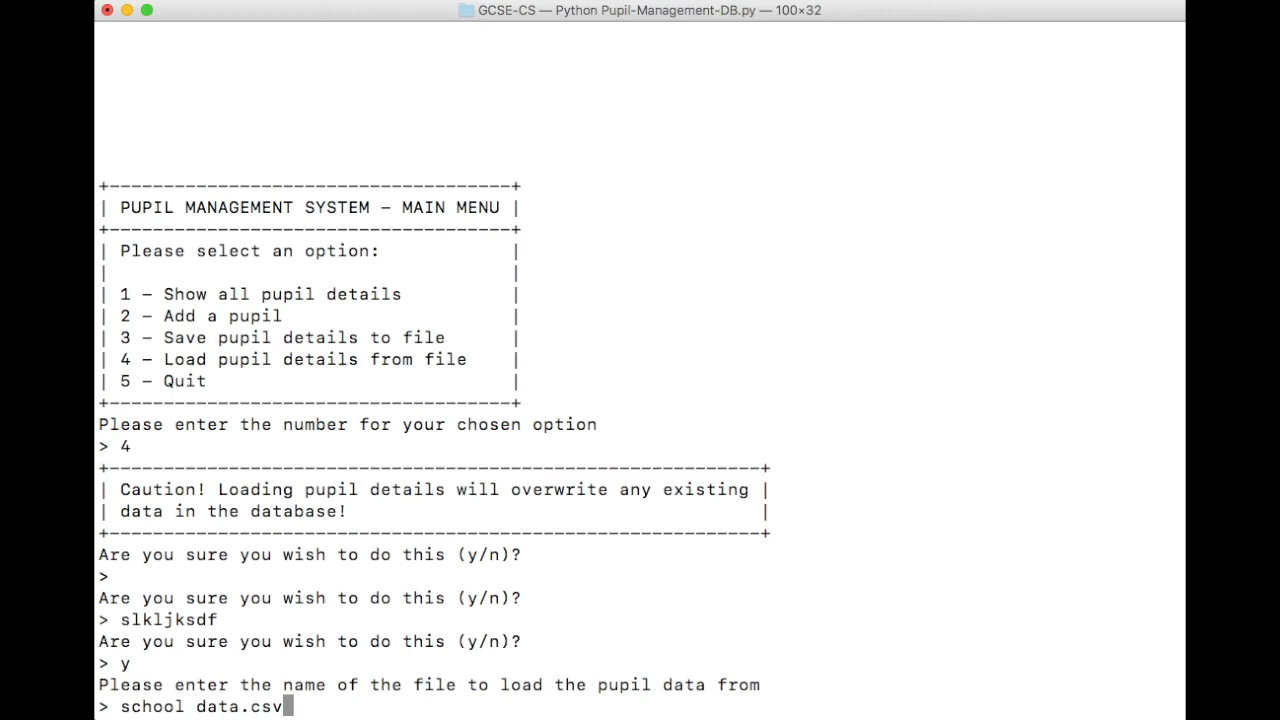 GCSE-CS — Python Pupil-Management-DB.py — 100×32
+-------------------------------------+
| PUPIL MANAGEMENT SYSTEM - MAIN MENU |
+-------------------------------------+
| Please select an option:            |
|                                     |
| 1 - Show all pupil details          |
| 2 - Add a pupil                     |
| 3 - Save pupil details to file      |
| 4 - Load pupil details from file    |
| 5 - Quit                            |
+-------------------------------------+
Please enter the number for your chosen option
> 4
+------------------------------------------------------------+
| Caution! Loading pupil details will overwrite any existing |
| data in the database!                                      |
+------------------------------------------------------------+
Are you sure you wish to do this (y/n)?
>
Are you sure you wish to do this (y/n)?
> slkljksdf
Are you sure you wish to do this (y/n)?
> y
Please enter the name of the file to load the pupil data from
> school data.csv